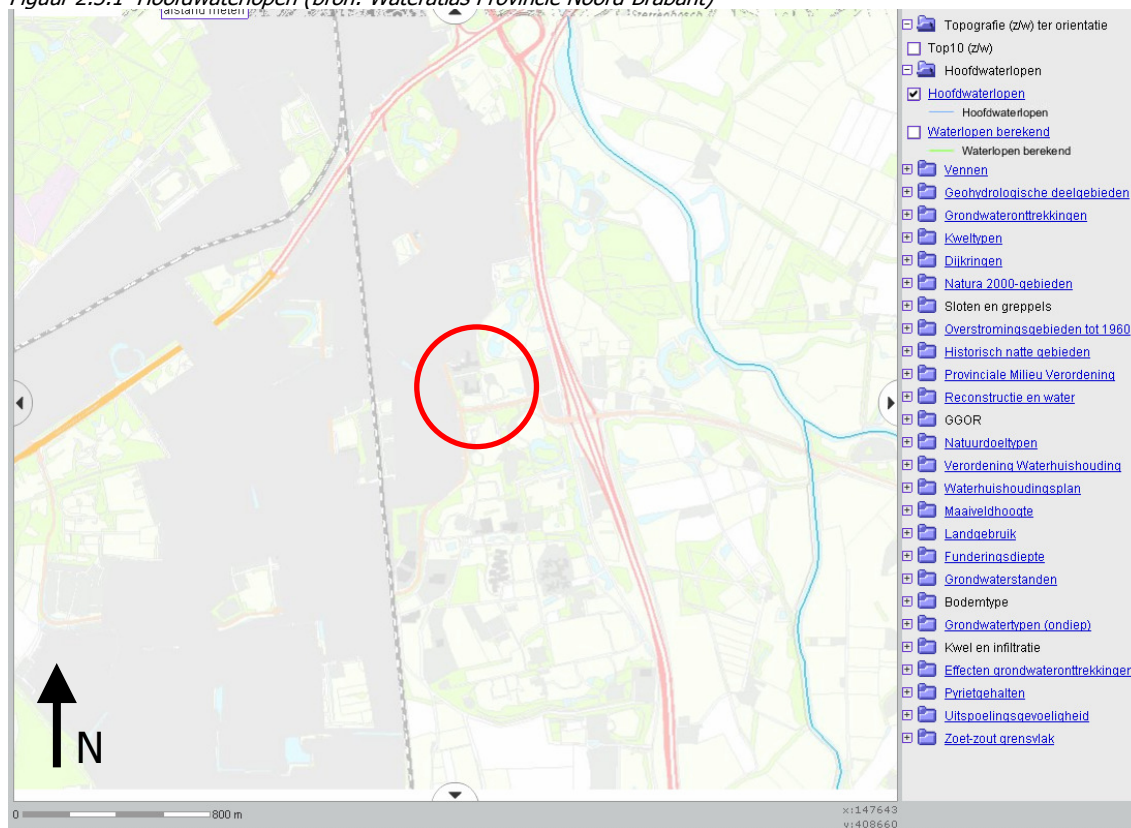 Figuur 2.3.1 Hoofdwaterlopen (bron: Wateratlas Provincie Noord-Brabant)
afstand meten
Topografie (z/w) ter orientatie
Top10 (z/w)
Hoofdwaterlopen
Hoofdwaterlopen
Hoofdwaterlopen
Waterlopen berekend
Waterlopen berekend
Vennen
Geohydrologische deelgebieden
Grondwateronttrekkingen
Kweltypen
Dijkringen
Natura 2000-gebieden
Sloten en greppels
Overstromingsgebieden tot 1960
Historisch natte gebieden
Provinciale Milieu Verordening
Reconstructie en water
GGOR
Natuurdoeltypen
Verordening Waterhuishouding
Waterhuishoudingsplan
Maaiveldhoogte
Landgebruik
Funderingsdiepte
Grondwaterstanden
Bodemtype
Grondwatertypen (ondiep)
Kwel en infiltratie
Effecten grondwateronttrekkingen
Pyrietgehalten
Uitspoelingsgevoeligheid
Zoet-zout grensvlak
N
0 800 m
x:147643
y:408660